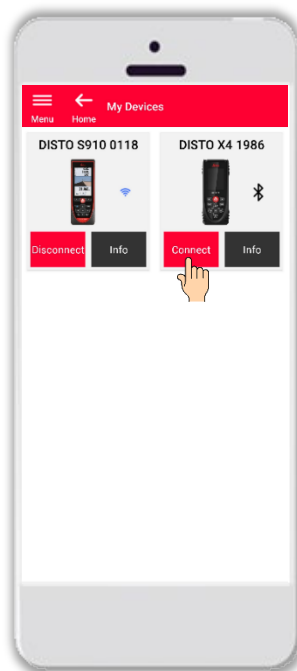 My Devices
Menu Home
DISTO S910 0118
DISTO X4 1986
Disconnect Info
Connect Info